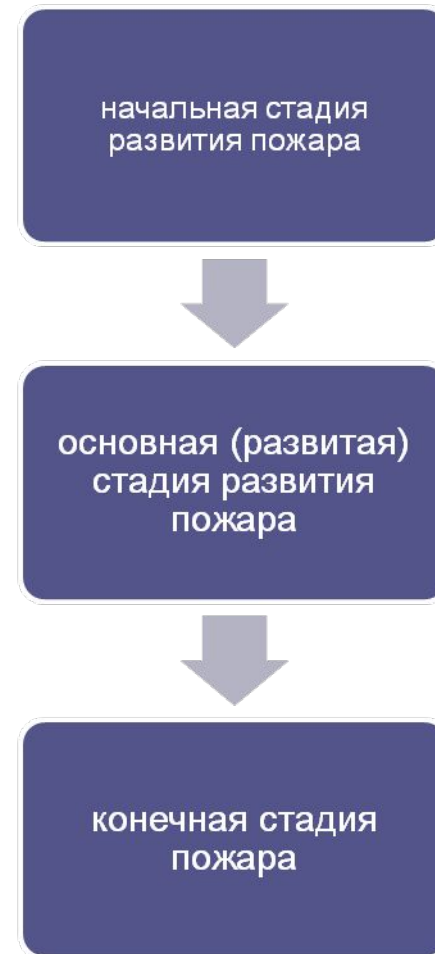 начальная стадия
развития пожара
основная (развитая)
стадия развития
пожара
конечная стадия
пожара